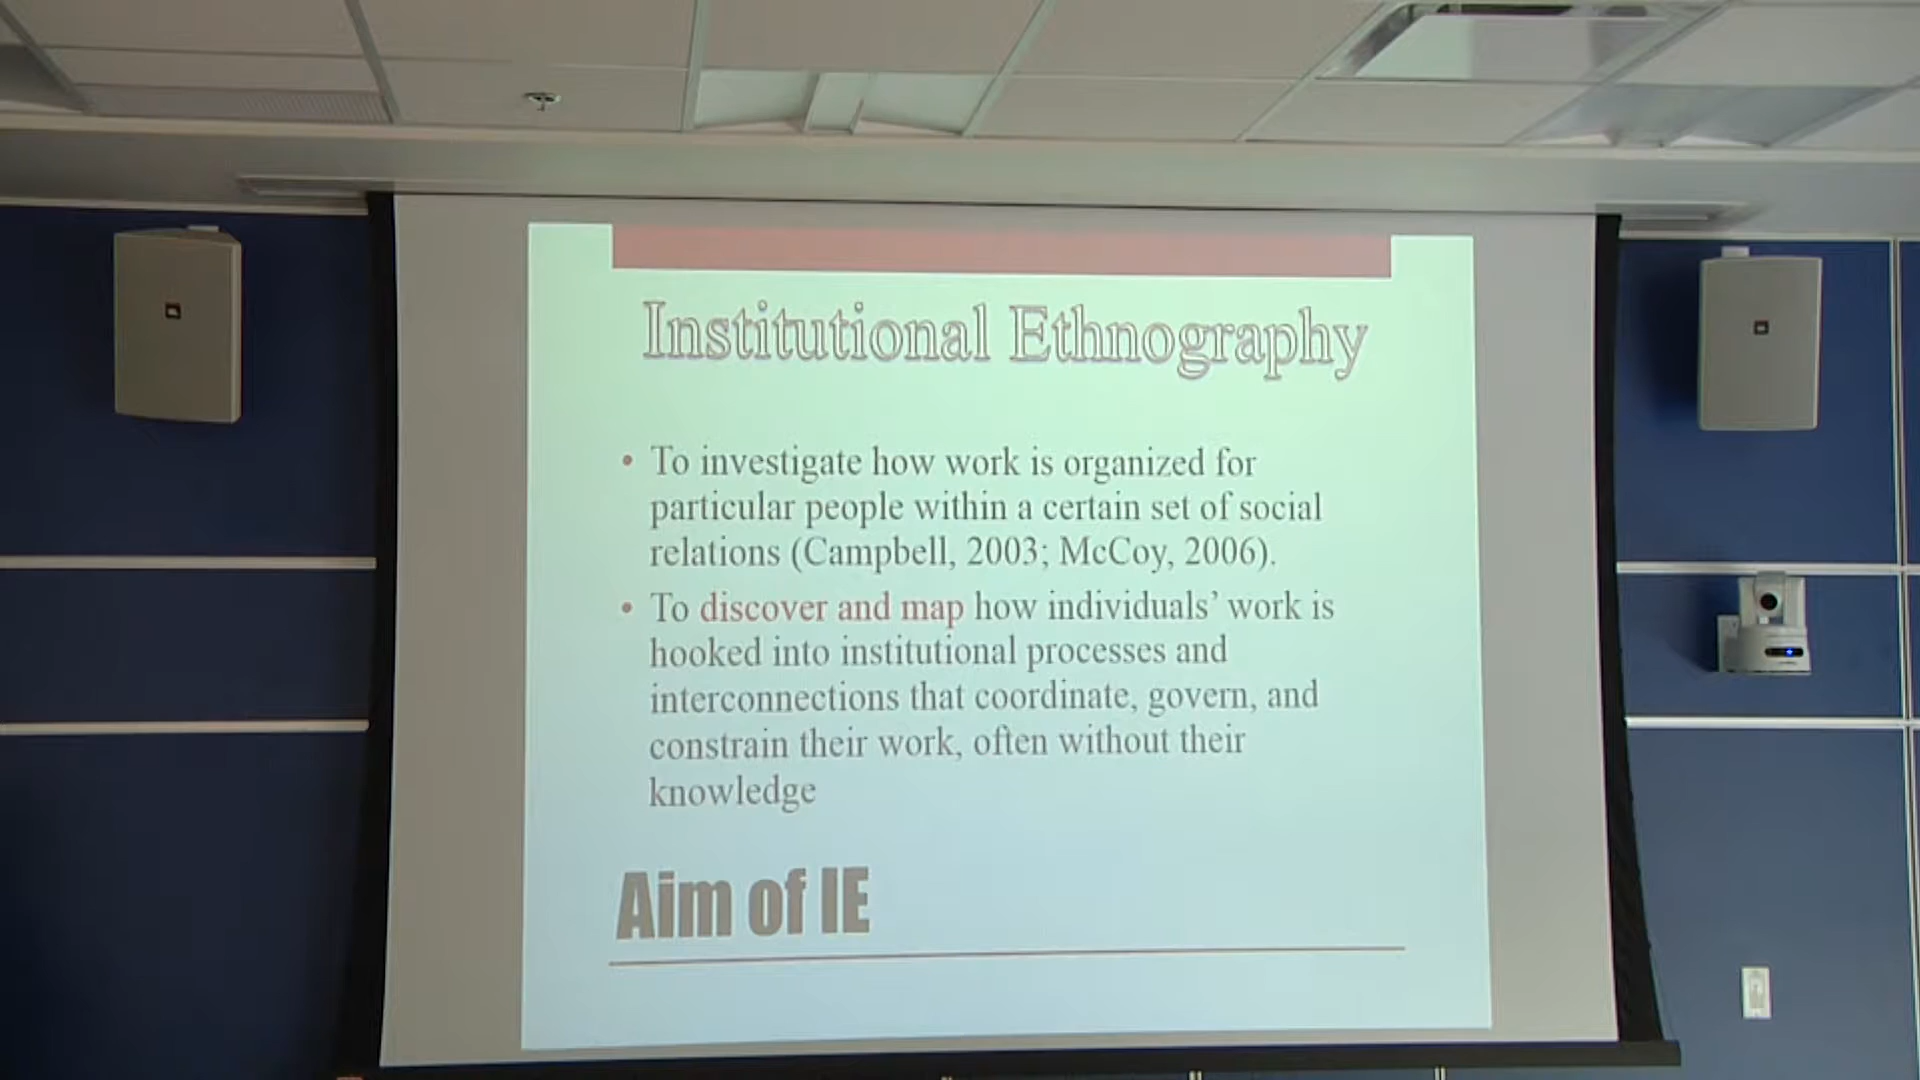 Institutional Ethnography
• To investigate how work is organized for
particular people within a certain set of social
relations (Campbell, 2003; McCoy, 2006).
• To discover and map how individuals’ work is
hooked into institutional processes and
interconnections that coordinate, govern, and
constrain their work, often without their
knowledge
Aim of IE